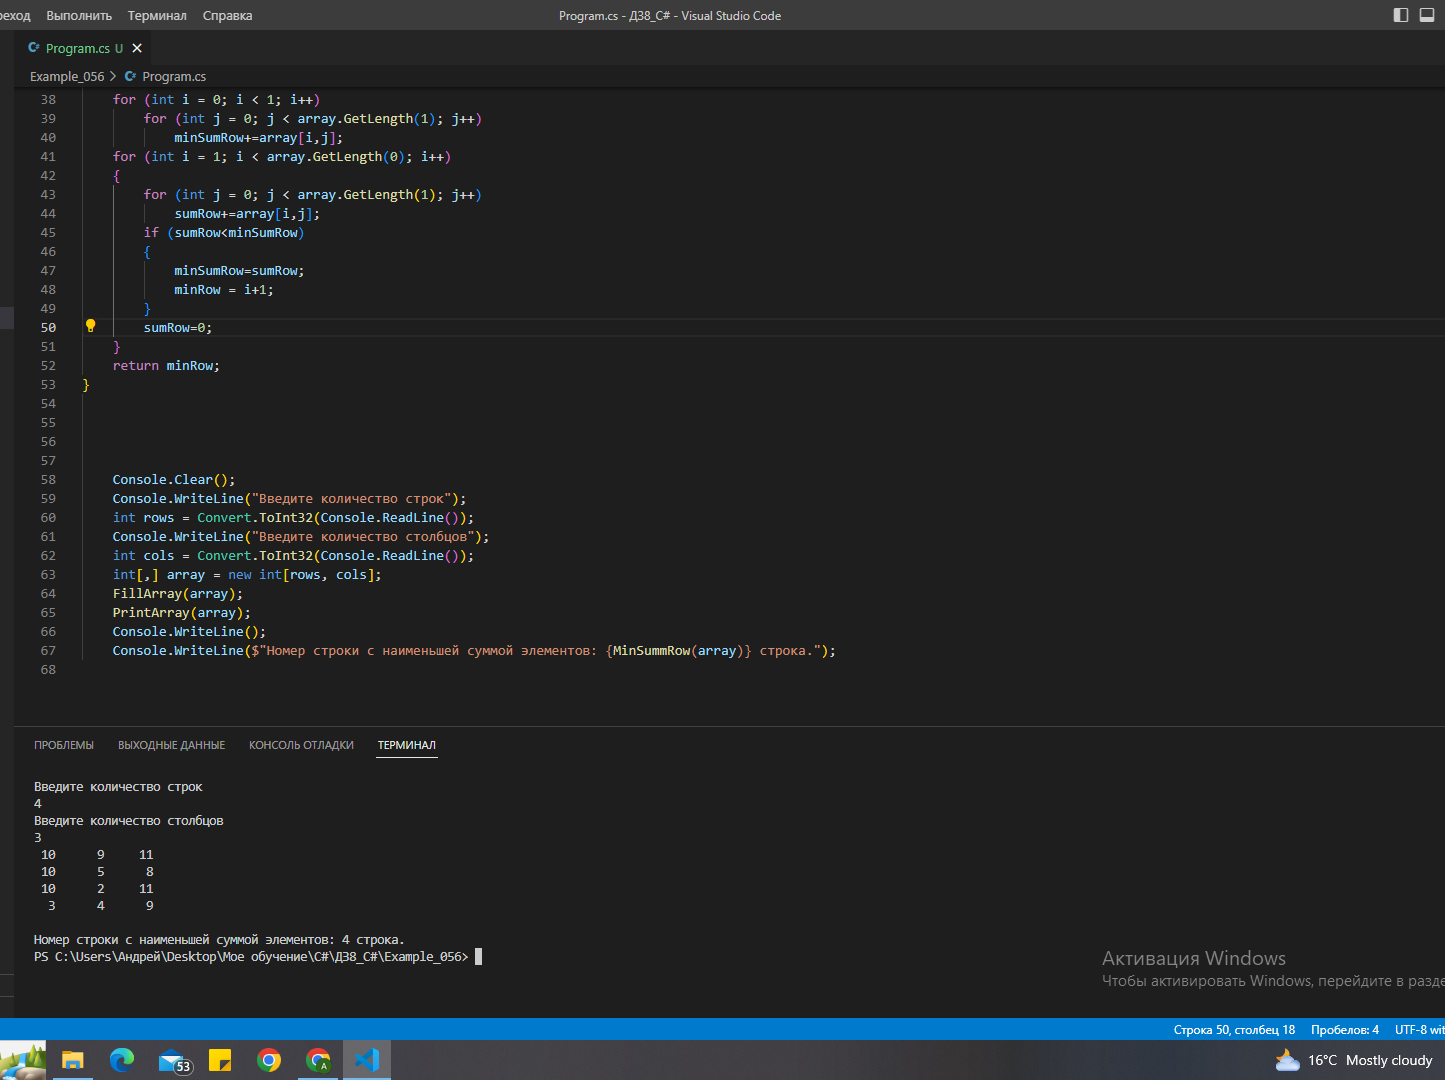 реход Выполнить Терминал Справка
Program.cs - ДЗ8_C# - Visual Studio Code
Program.cs U
Example_056 > Program.cs
38 for (int i = 0; i < 1; i++)
39 for (int j = 0; j < array.GetLength(1); j++)
40 minSumRow+=array[i,j];
41 for (int i = 1; i < array.GetLength(0); i++)
42 {
43 for (int j = 0; j < array.GetLength(1); j++)
44 sumRow+=array[i,j];
45 if (sumRow<minSumRow)
46 {
47 minSumRow=sumRow;
48 minRow = i+1;
49 }
50 sumRow=0;
51 }
52 return minRow;
53 }
54
55
56
57
58 Console.Clear();
59 Console.WriteLine("Введите количество строк");
60 int rows = Convert.ToInt32(Console.ReadLine());
61 Console.WriteLine("Введите количество столбцов");
62 int cols = Convert.ToInt32(Console.ReadLine());
63 int[,] array = new int[rows, cols];
64 FillArray(array);
65 PrintArray(array);
66 Console.WriteLine();
67 Console.WriteLine($"Номер строки с наименьшей суммой элементов: {MinSummRow(array)} строка.");
68
ПРОБЛЕМЫ ВЫХОДНЫЕ ДАННЫЕ КОНСОЛЬ ОТЛАДКИ ТЕРМИНАЛ
Введите количество строк
4
Введите количество столбцов
3
10 9 11
10 5 8
10 2 11
3 4 9
Номер строки с наименьшей суммой элементов: 4 строка.
PS C:\Users\Андрей\Desktop\Мое обучение\C#\ДЗ8_C#\Example_056>
Активация Windows
Чтобы активировать Windows, перейдите в разде
Строка 50, столбец 18 Пробелов: 4 UTF-8 wit
53
A
16°C Mostly cloudy